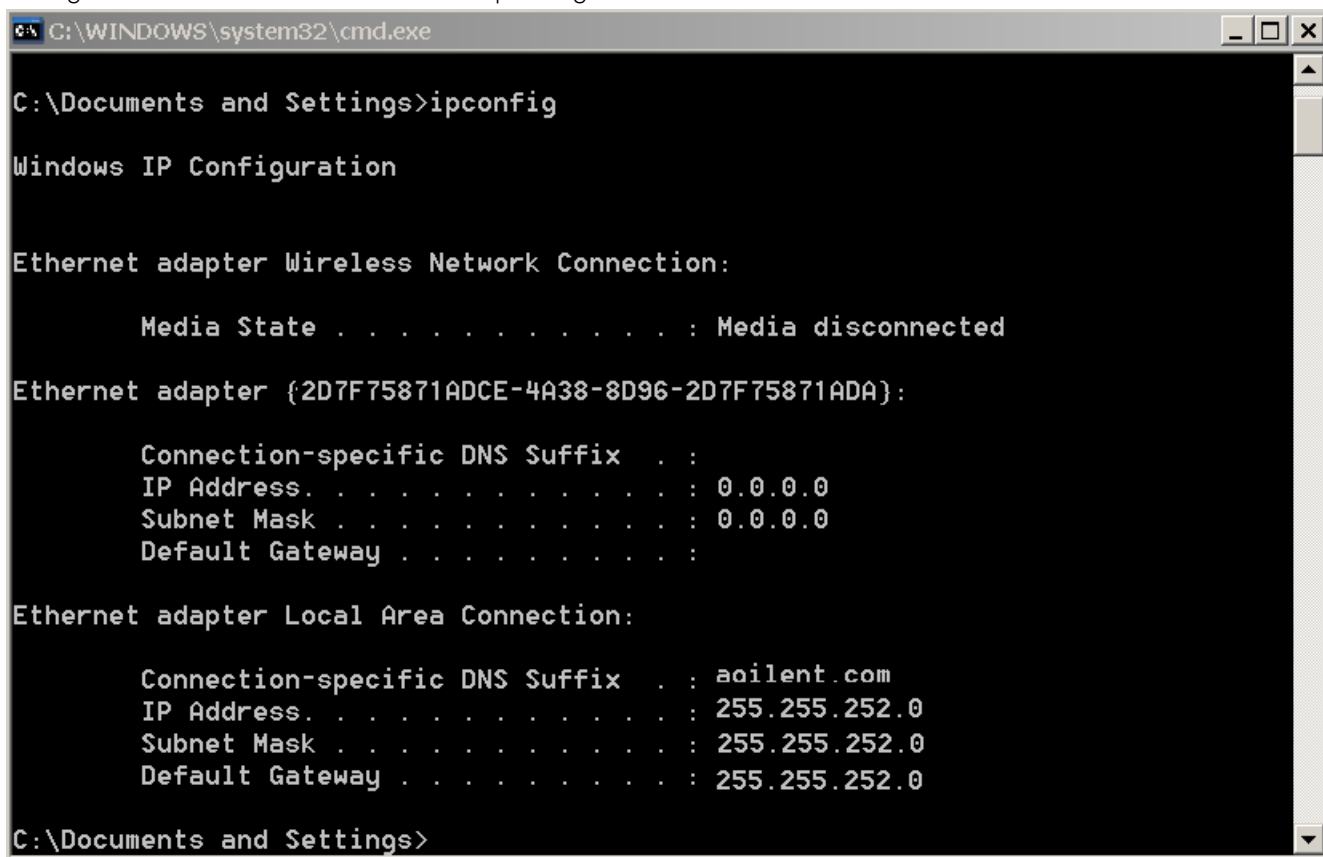 C:\WINDOWS\system32\cmd.exe
C:\Documents and Settings>ipconfig
Windows IP Configuration
Ethernet adapter Wireless Network Connection:
Media State . . . . . . . . . . . : Media disconnected
Ethernet adapter {2D7F75871ADCE-4A38-8D96-2D7F75871ADA}:
Connection-specific DNS Suffix . :
IP Address. . . . . . . . . . . . : 0.0.0.0
Subnet Mask . . . . . . . . . . . : 0.0.0.0
Default Gateway . . . . . . . . . :
Ethernet adapter Local Area Connection:
Connection-specific DNS Suffix . : agilent.com
IP Address. . . . . . . . . . . . : 255.255.252.0
Subnet Mask . . . . . . . . . . . : 255.255.252.0
Default Gateway . . . . . . . . . : 255.255.252.0
C:\Documents and Settings>